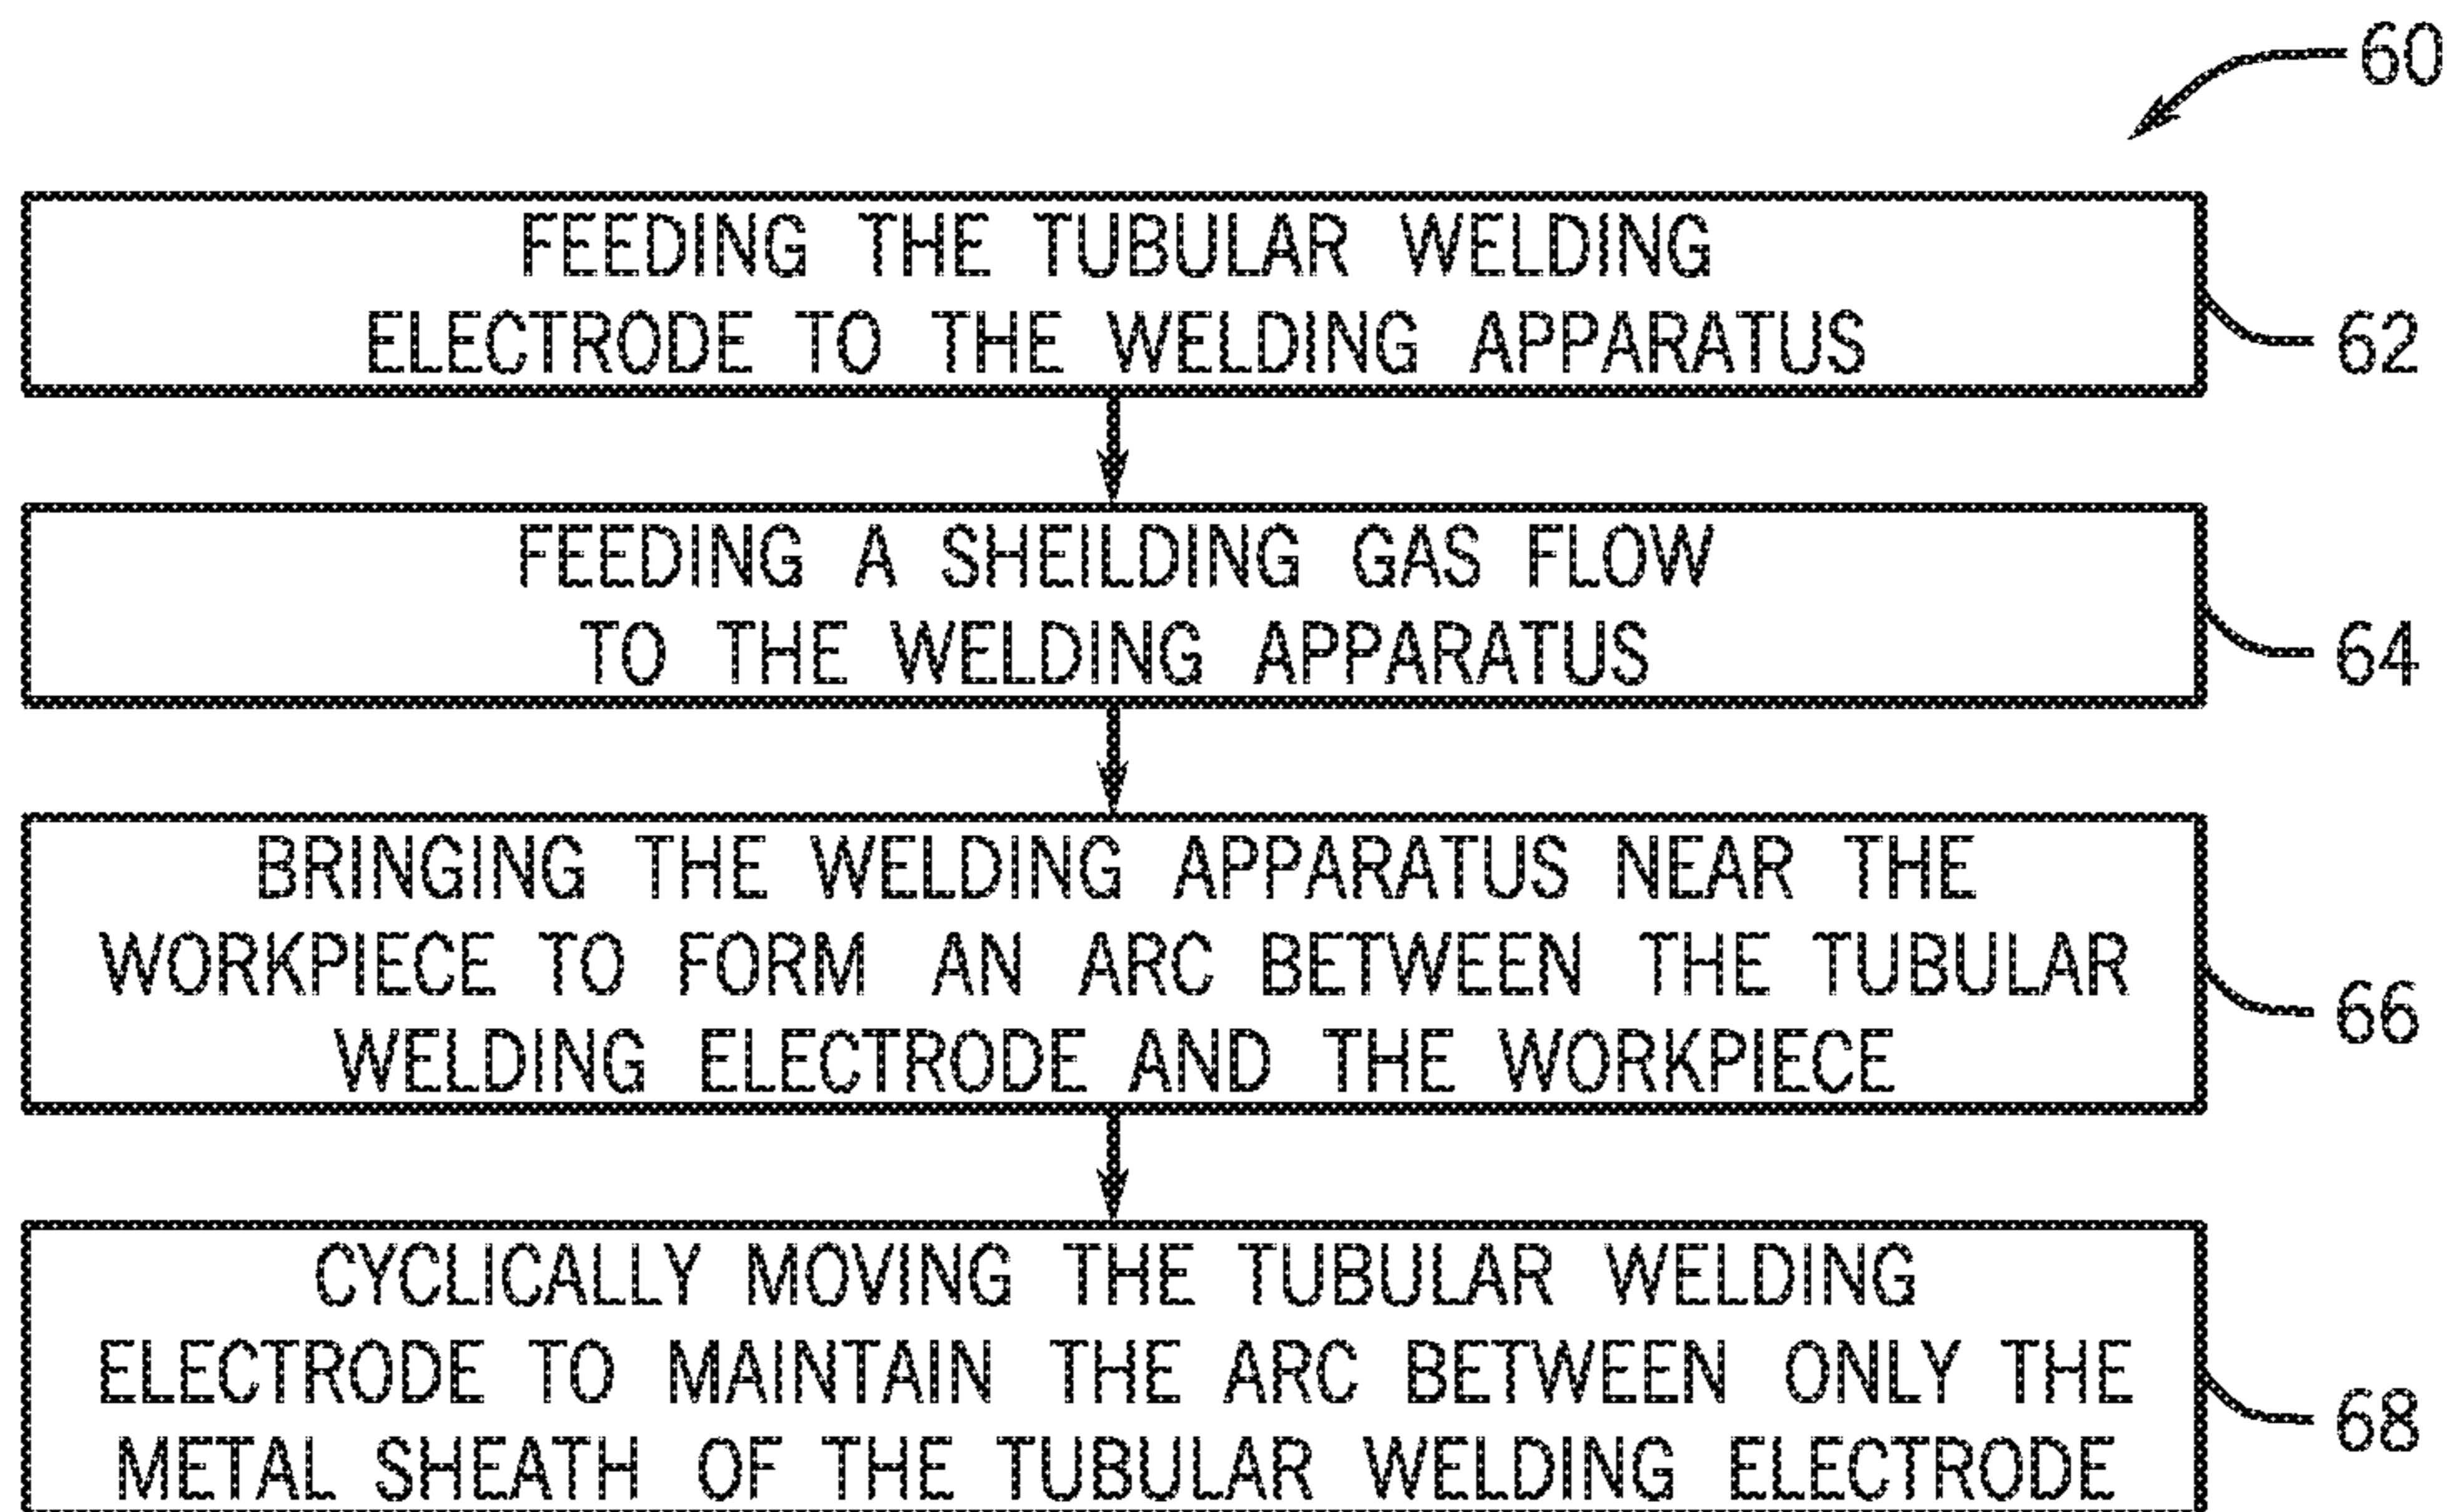 60
FEEDING THE TUBULAR WELDING
ELECTRODE TO THE WELDING APPARATUS
62
FEEDING A SHEILDING GAS FLOW
TO THE WELDING APPARATUS
64
BRINGING THE WELDING APPARATUS NEAR THE
WORKPIECE TO FORM AN ARC BETWEEN THE TUBULAR
WELDING ELECTRODE AND THE WORKPIECE
66
CYCLICALLY MOVING THE TUBULAR WELDING
ELECTRODE TO MAINTAIN THE ARC BETWEEN ONLY THE
METAL SHEATH OF THE TUBULAR WELDING ELECTRODE
68